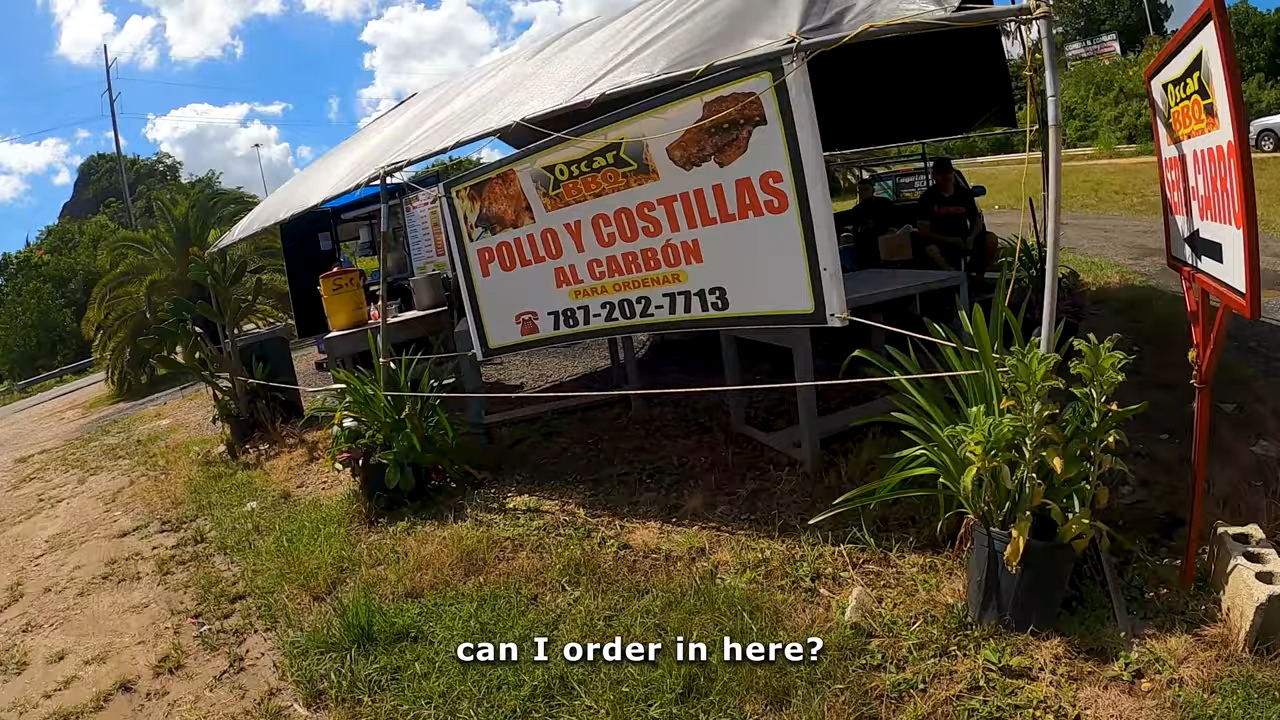 Oscar
BBQ
POLLO Y COSTILLAS
AL CARBÓN
PARA ORDENAR
787-202-7713
Oscar
BBQ
SERVI-CARRO
can I order in here?